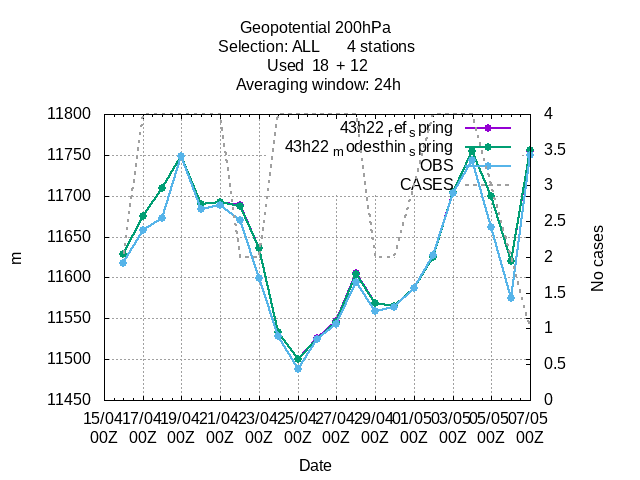 Geopotential 200hPa
Selection: ALL 4 stations
Used 18 + 12
Averaging window: 24h
43h22 refspring
43h22 modesthinspring
OBS
CASES
m
11800
11750
11700
11650
11600
11550
11500
11450
4
3.5
3
2.5
2
1.5
1
0.5
0
No cases
15/04 17/04 19/04 21/04 23/04 25/04 27/04 29/04 01/05 03/05 05/05 07/05
00Z 00Z 00Z 00Z 00Z 00Z 00Z 00Z 00Z 00Z 00Z 00Z
Date